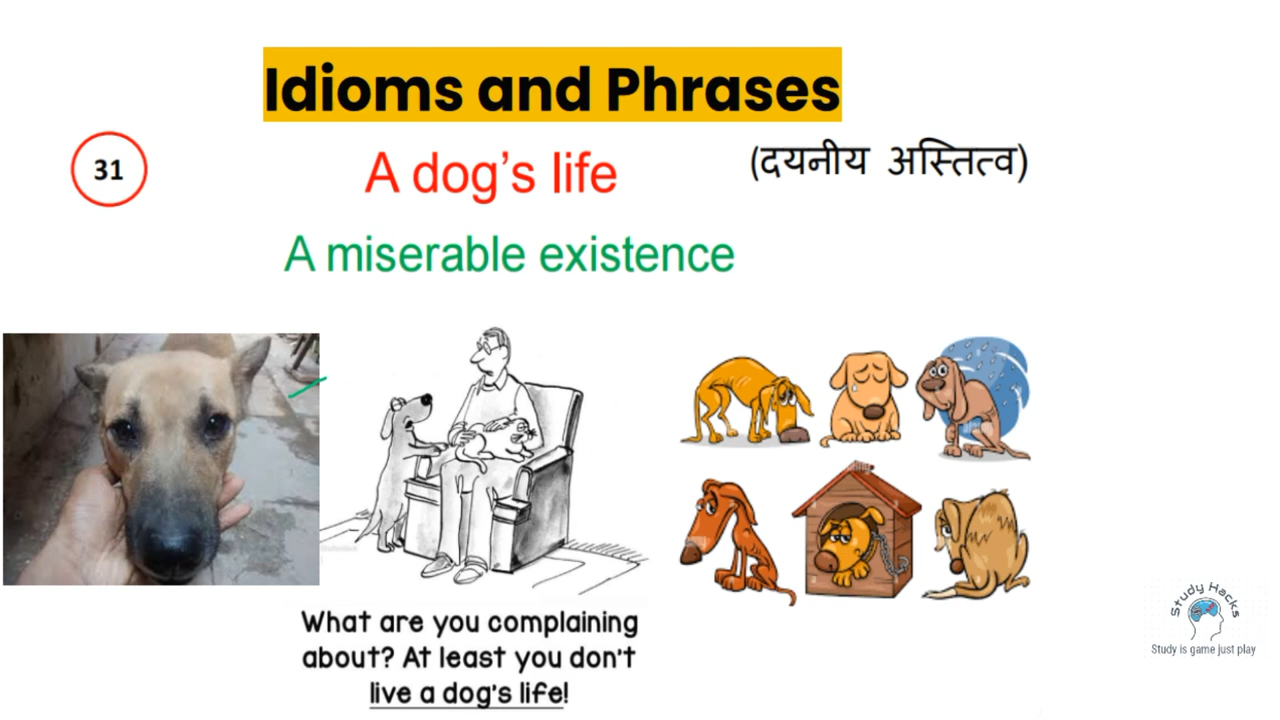 Idioms and Phrases
31
A dog's life
(दयनीय अस्तित्व)
A miserable existence
What are you complaining
about? At least you don't
live a dog's life!
Study Hacks
Study is game just play